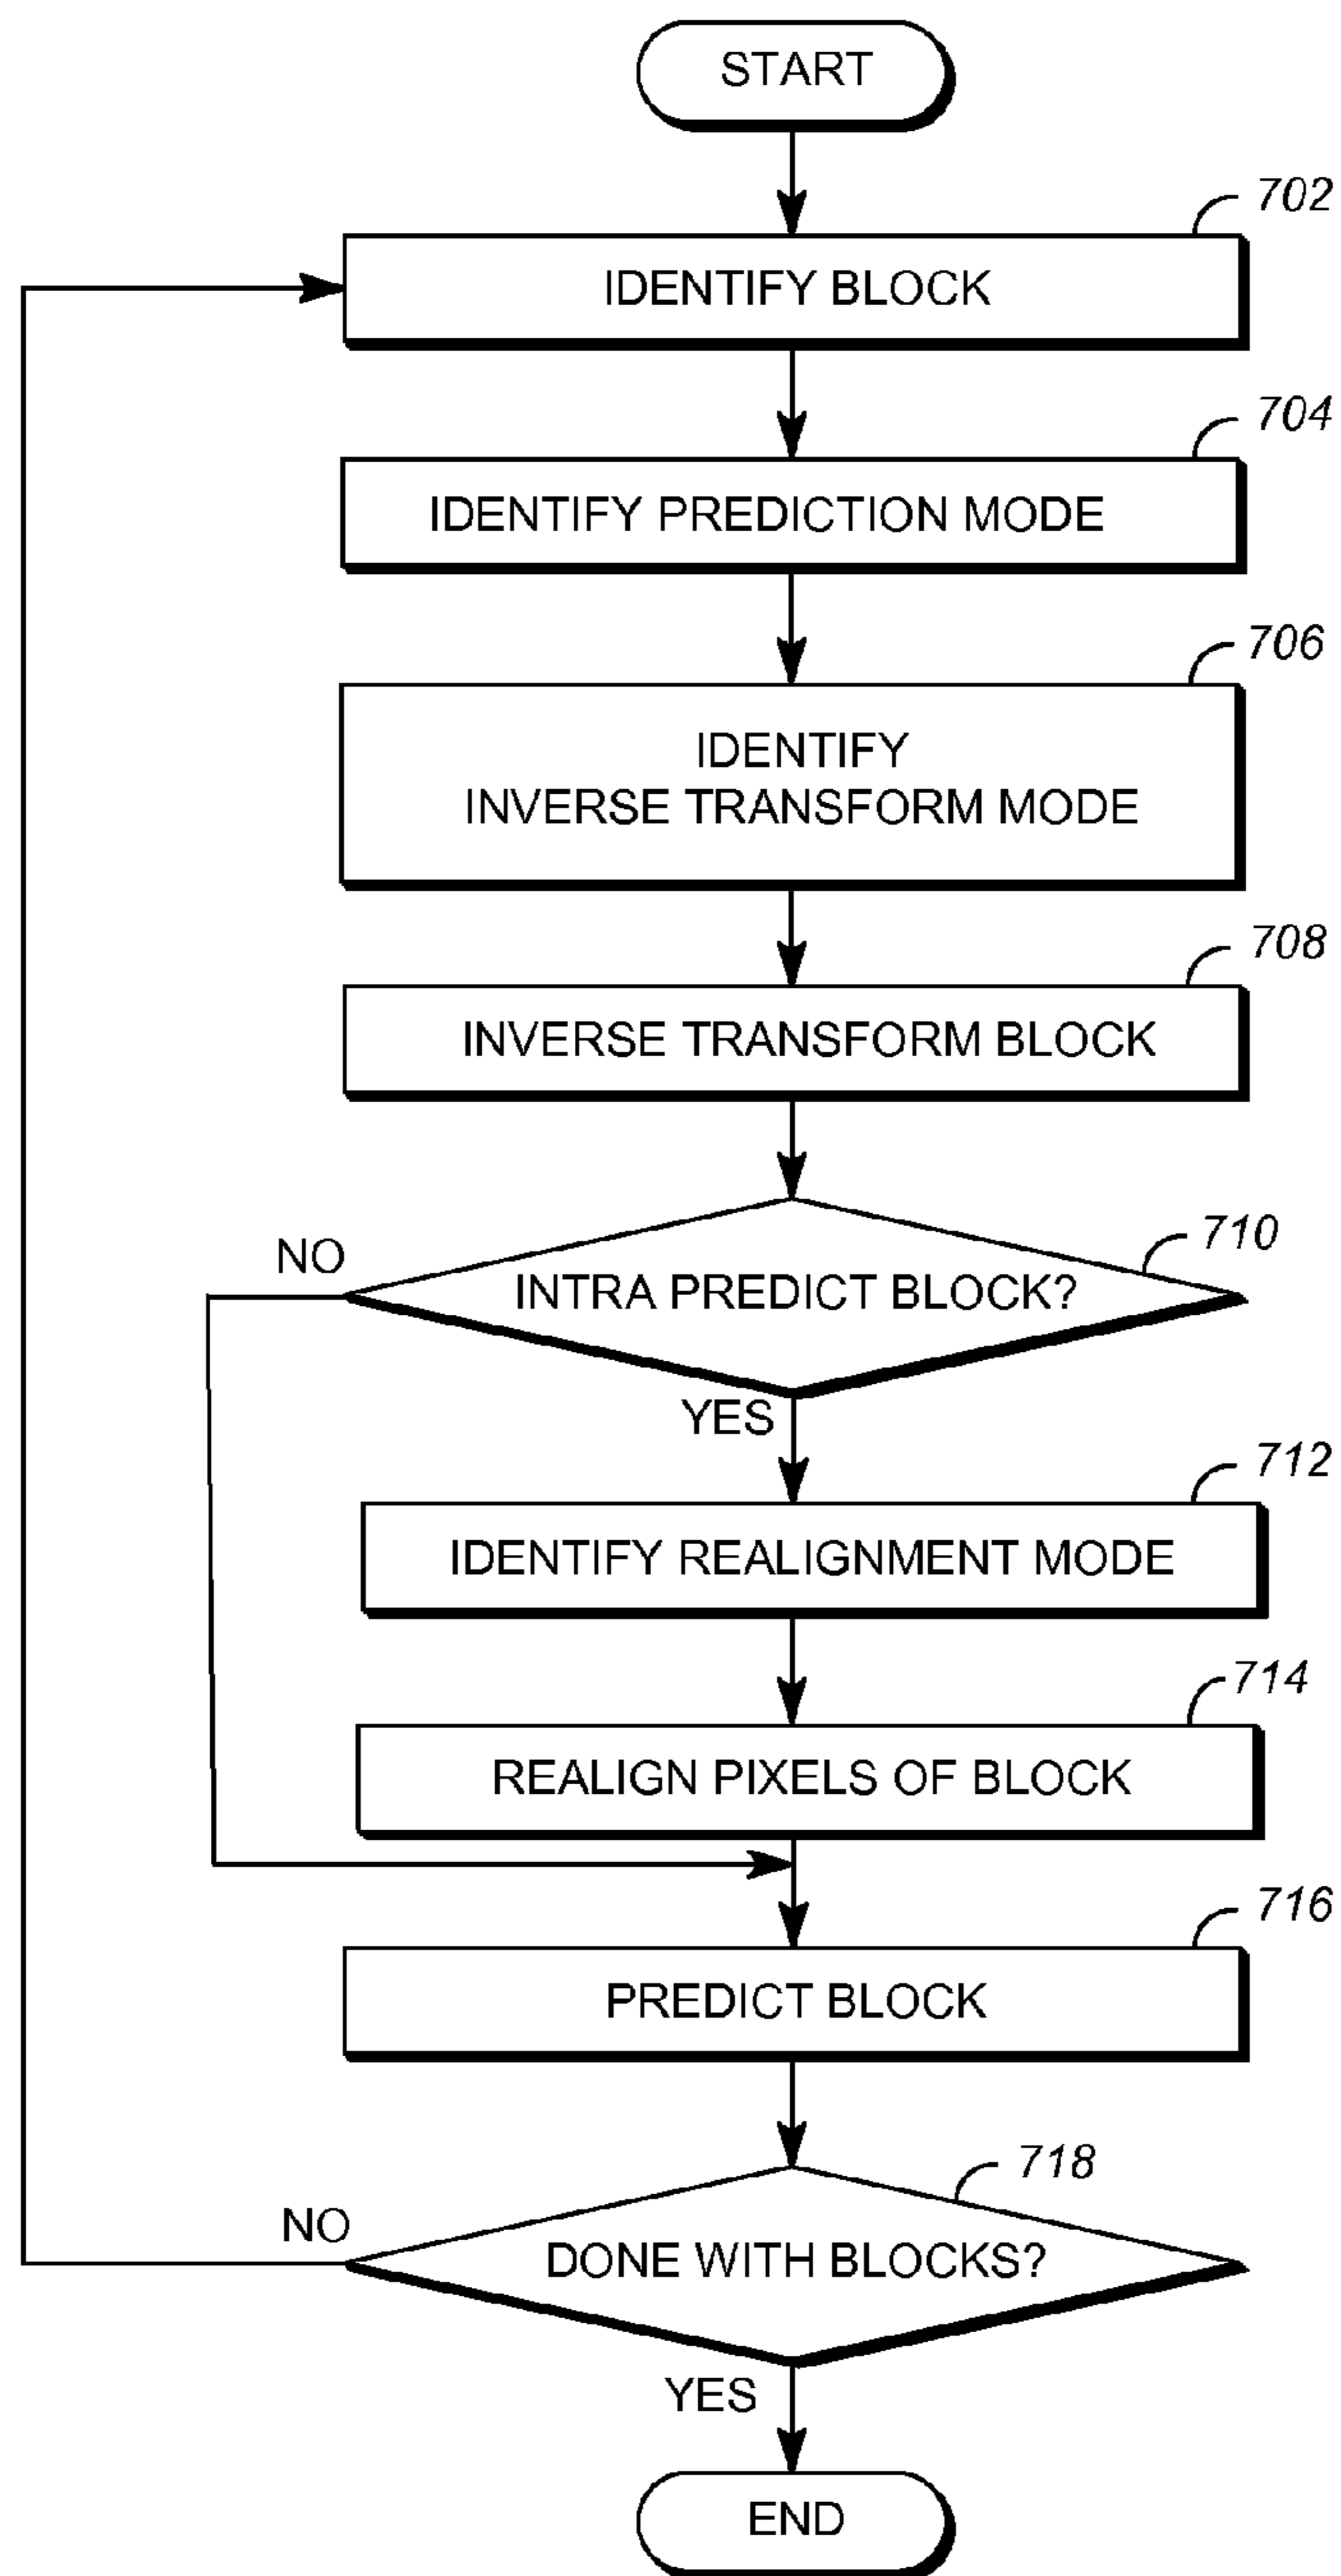 START
702
IDENTIFY BLOCK
704
IDENTIFY PREDICTION MODE
706
IDENTIFY
INVERSE TRANSFORM MODE
708
INVERSE TRANSFORM BLOCK
710
NO
INTRA PREDICT BLOCK?
YES
712
IDENTIFY REALIGNMENT MODE
714
REALIGN PIXELS OF BLOCK
716
PREDICT BLOCK
718
NO
DONE WITH BLOCKS?
YES
END